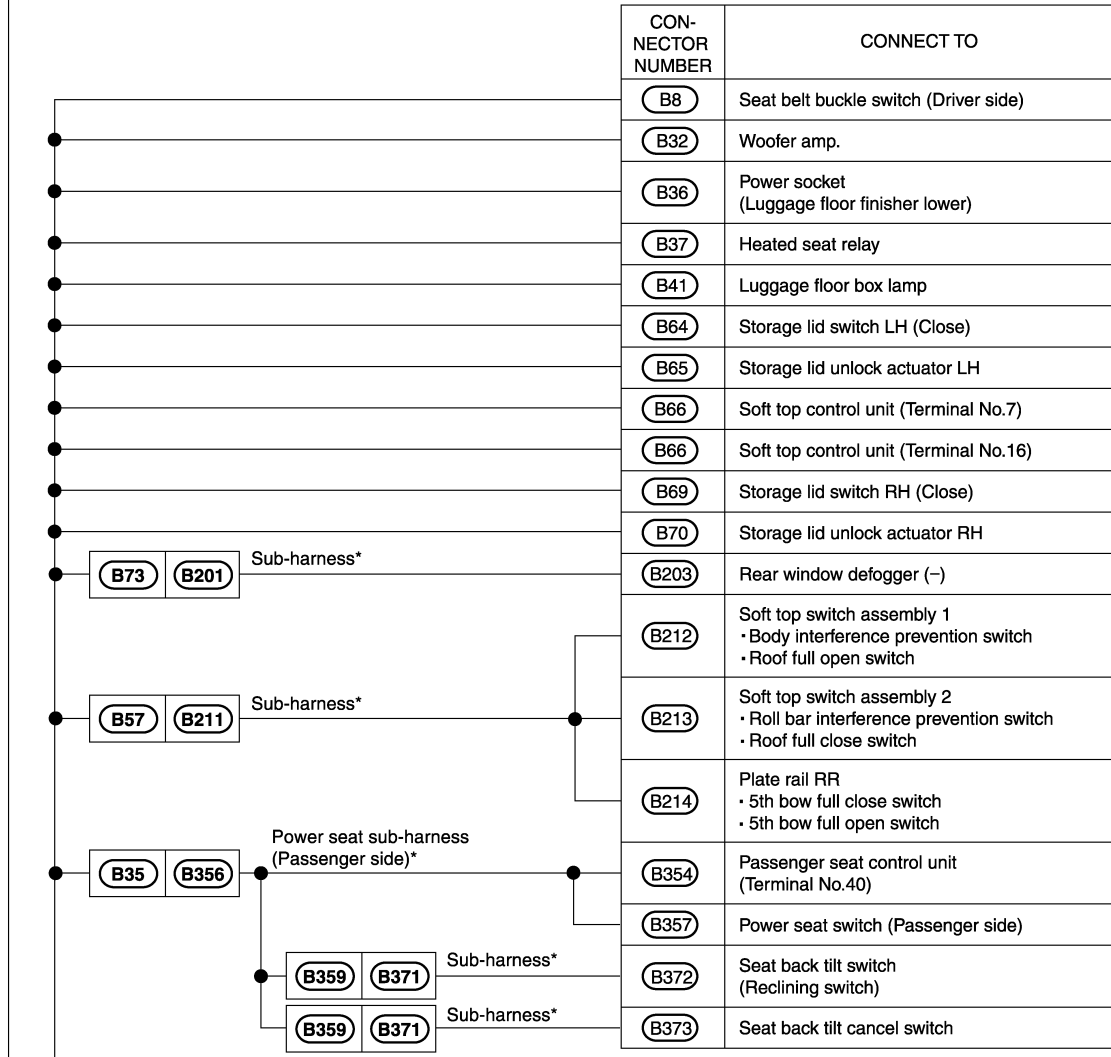 CON-
NECTOR
NUMBER
CONNECT TO
B8 Seat belt buckle switch (Driver side)
B32 Woofer amp.
B36 Power socket
(Luggage floor finisher lower)
B37 Heated seat relay
B41 Luggage floor box lamp
B64 Storage lid switch LH (Close)
B65 Storage lid unlock actuator LH
B66 Soft top control unit (Terminal No.7)
B66 Soft top control unit (Terminal No.16)
B69 Storage lid switch RH (Close)
B70 Storage lid unlock actuator RH
B73 B201 Sub-harness* B203 Rear window defogger (–)
B212 Soft top switch assembly 1
· Body interference prevention switch
· Roof full open switch
B57 B211 Sub-harness* B213 Soft top switch assembly 2
· Roll bar interference prevention switch
· Roof full close switch
B214 Plate rail RR
· 5th bow full close switch
· 5th bow full open switch
Power seat sub-harness
(Passenger side)*
B35 B356 B354 Passenger seat control unit
(Terminal No.40)
B357 Power seat switch (Passenger side)
B359 B371 Sub-harness* B372 Seat back tilt switch
(Reclining switch)
B359 B371 Sub-harness* B373 Seat back tilt cancel switch